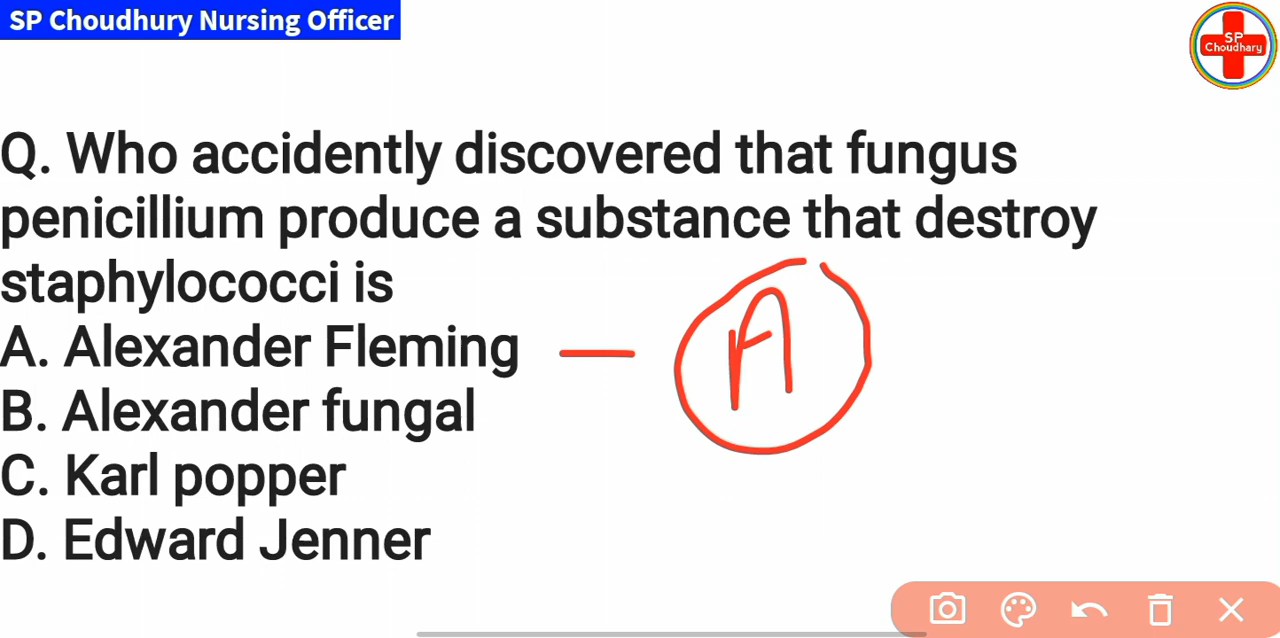 SP Choudhury Nursing Officer
SP
Choudhary
Q. Who accidently discovered that fungus
penicillium produce a substance that destroy
staphylococci is
A. Alexander Fleming — A
B. Alexander fungal
C. Karl popper
D. Edward Jenner